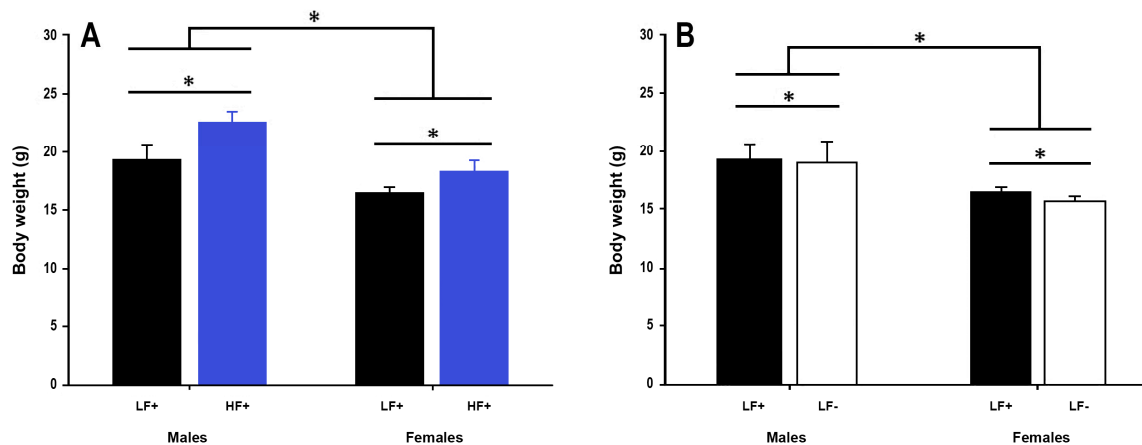 A
*
*
*
30
25
20
15
10
5
0
Body weight (g)
LF+ HF+ LF+ HF+
Males Females
B
*
*
*
30
25
20
15
10
5
0
Body weight (g)
LF+ LF- LF+ LF-
Males Females